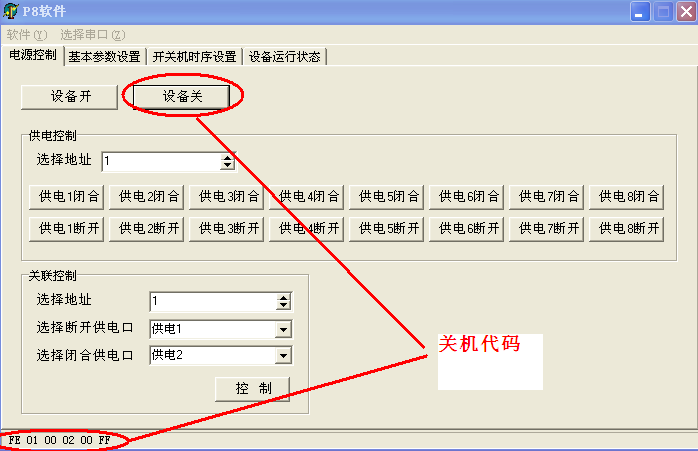 P8软件
软件(Y) 选择串口(Z)
电源控制 基本参数设置 开关机时序设置 设备运行状态
设备开 设备关
供电控制
选择地址 1
供电1闭合 供电2闭合 供电3闭合 供电4闭合 供电5闭合 供电6闭合 供电7闭合 供电8闭合
供电1断开 供电2断开 供电3断开 供电4断开 供电5断开 供电6断开 供电7断开 供电8断开
关联控制
选择地址 1
选择断开供电口 供电1
选择闭合供电口 供电2
控 制
关机代码
FE 01 00 02 00 FF